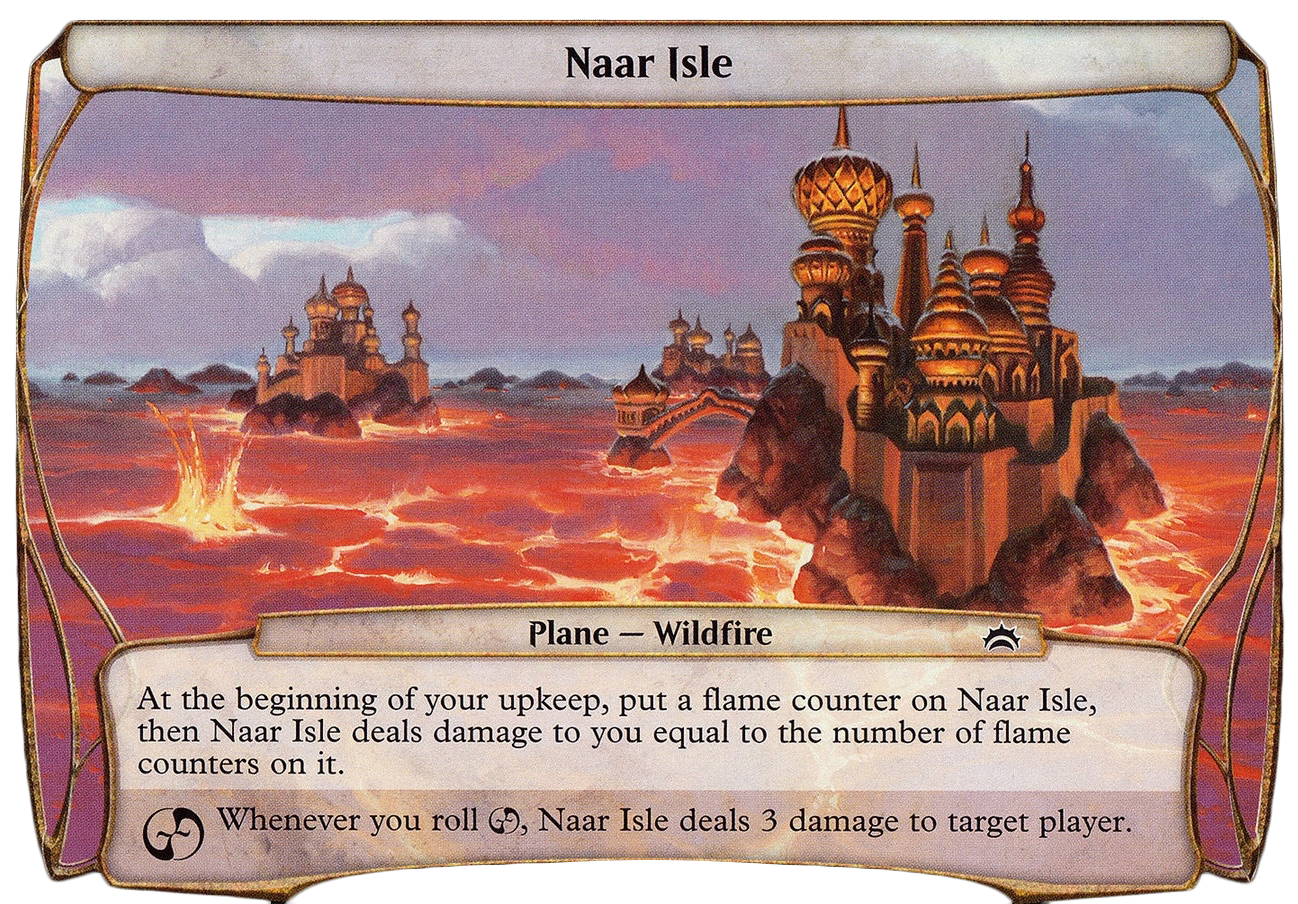 Naar Isle
Plane — Wildfire
At the beginning of your upkeep, put a flame counter on Naar Isle,
then Naar Isle deals damage to you equal to the number of flame
counters on it.
Whenever you roll , Naar Isle deals 3 damage to target player.